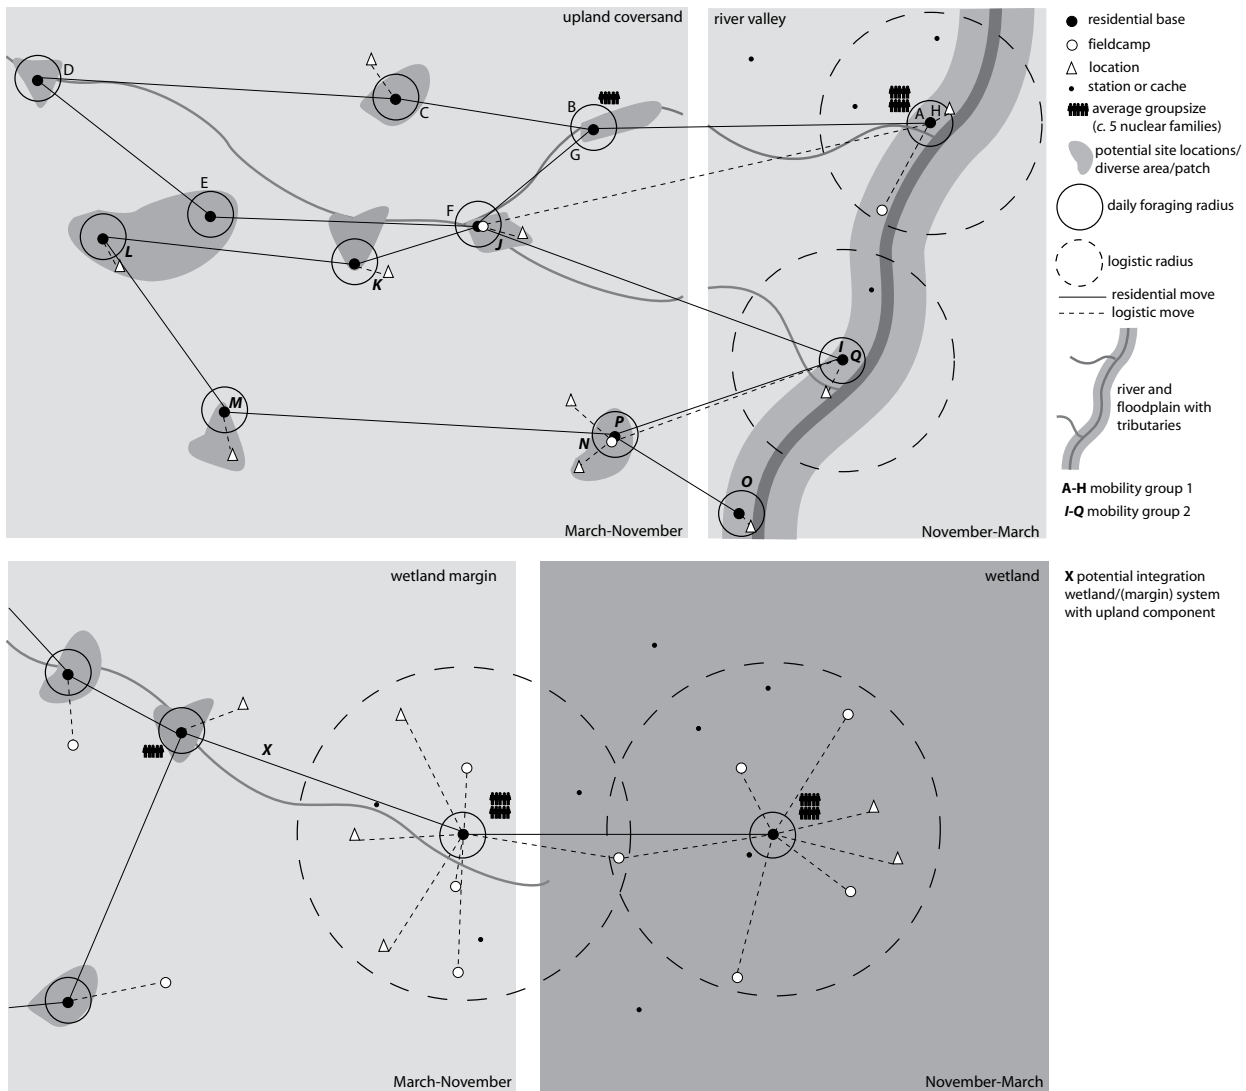 upland coversand
river valley
residential base
fieldcamp
location
station or cache
average groupsize
(c. 5 nuclear families)
potential site locations/
diverse area/patch
daily foraging radius
logistic radius
residential move
logistic move
river and
floodplain with
tributaries
A-H mobility group 1
I-Q mobility group 2
D
C
B
G
A H
E
F
J
L
K
I
Q
M
P
N
O
March-November
November-March
wetland margin
wetland
X potential integration
wetland/(margin) system
with upland component
X
March-November
November-March